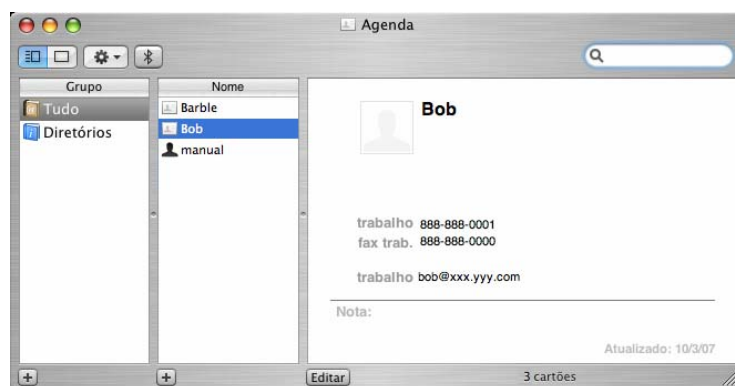 Agenda
Grupo
Nome
Tudo
Diretórios
Barble
Bob
manual
Bob
trabalho 888-888-0001
fax trab. 888-888-0000
trabalho bob@xxx.yyy.com
Nota:
Atualizado: 10/3/07
Editar
3 cartões